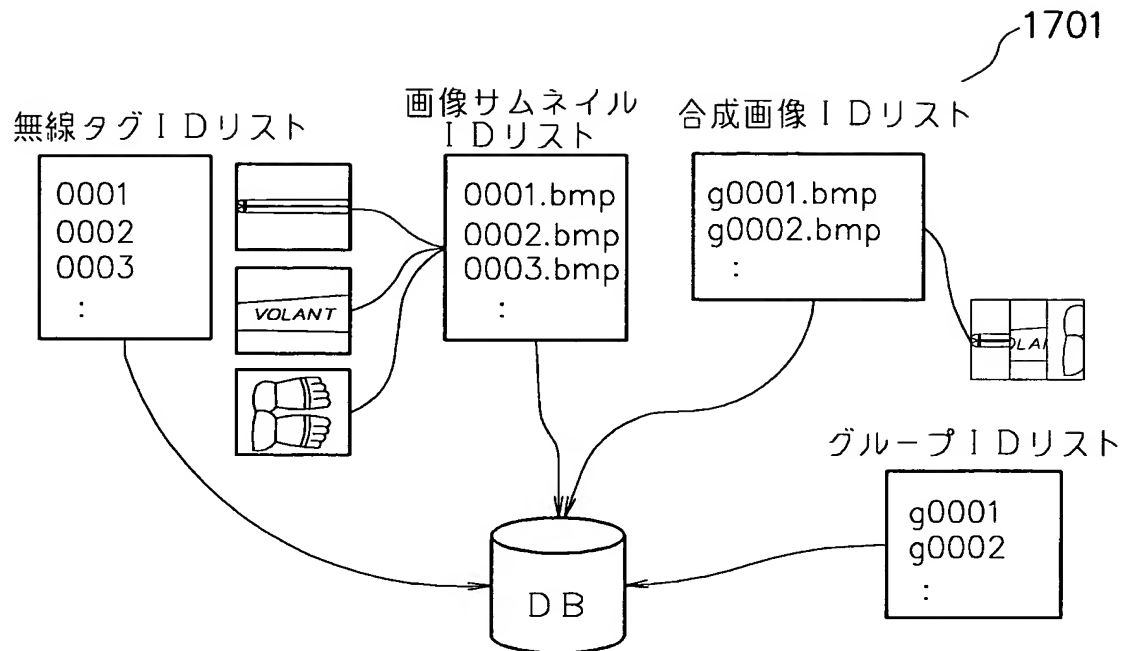 1701
無線タグIDリスト
0001
0002
0003
:
VOLANT
画像サムネイル
IDリスト
0001.bmp
0002.bmp
0003.bmp
:
合成画像IDリスト
g0001.bmp
g0002.bmp
:
OLAI
グループIDリスト
g0001
g0002
:
DB